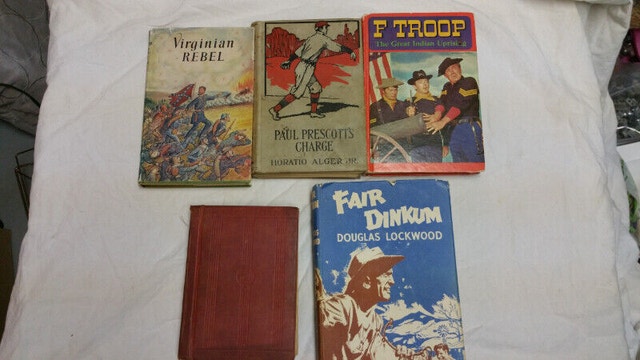 Virginian
REBEL
PAUL PRESCOTT'S
CHARGE
HORATIO ALGER JR.
F TROOP
The Great Indian Uprising
FAIR
DINKUM
DOUGLAS LOCKWOOD